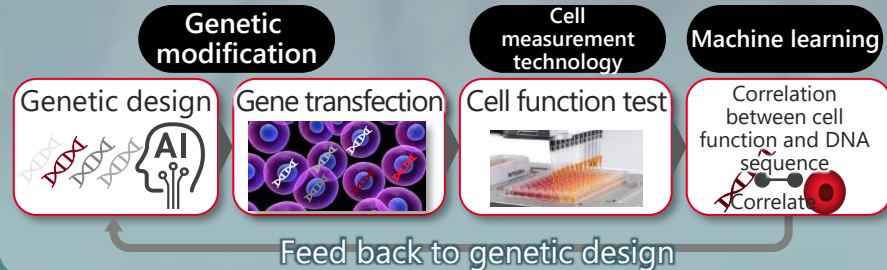 Genetic
modification
Cell
measurement
technology
Machine learning
Genetic design
AI
Gene transfection
Cell function test
Correlation
between cell
function and DNA
sequence
Correlate
Feed back to genetic design